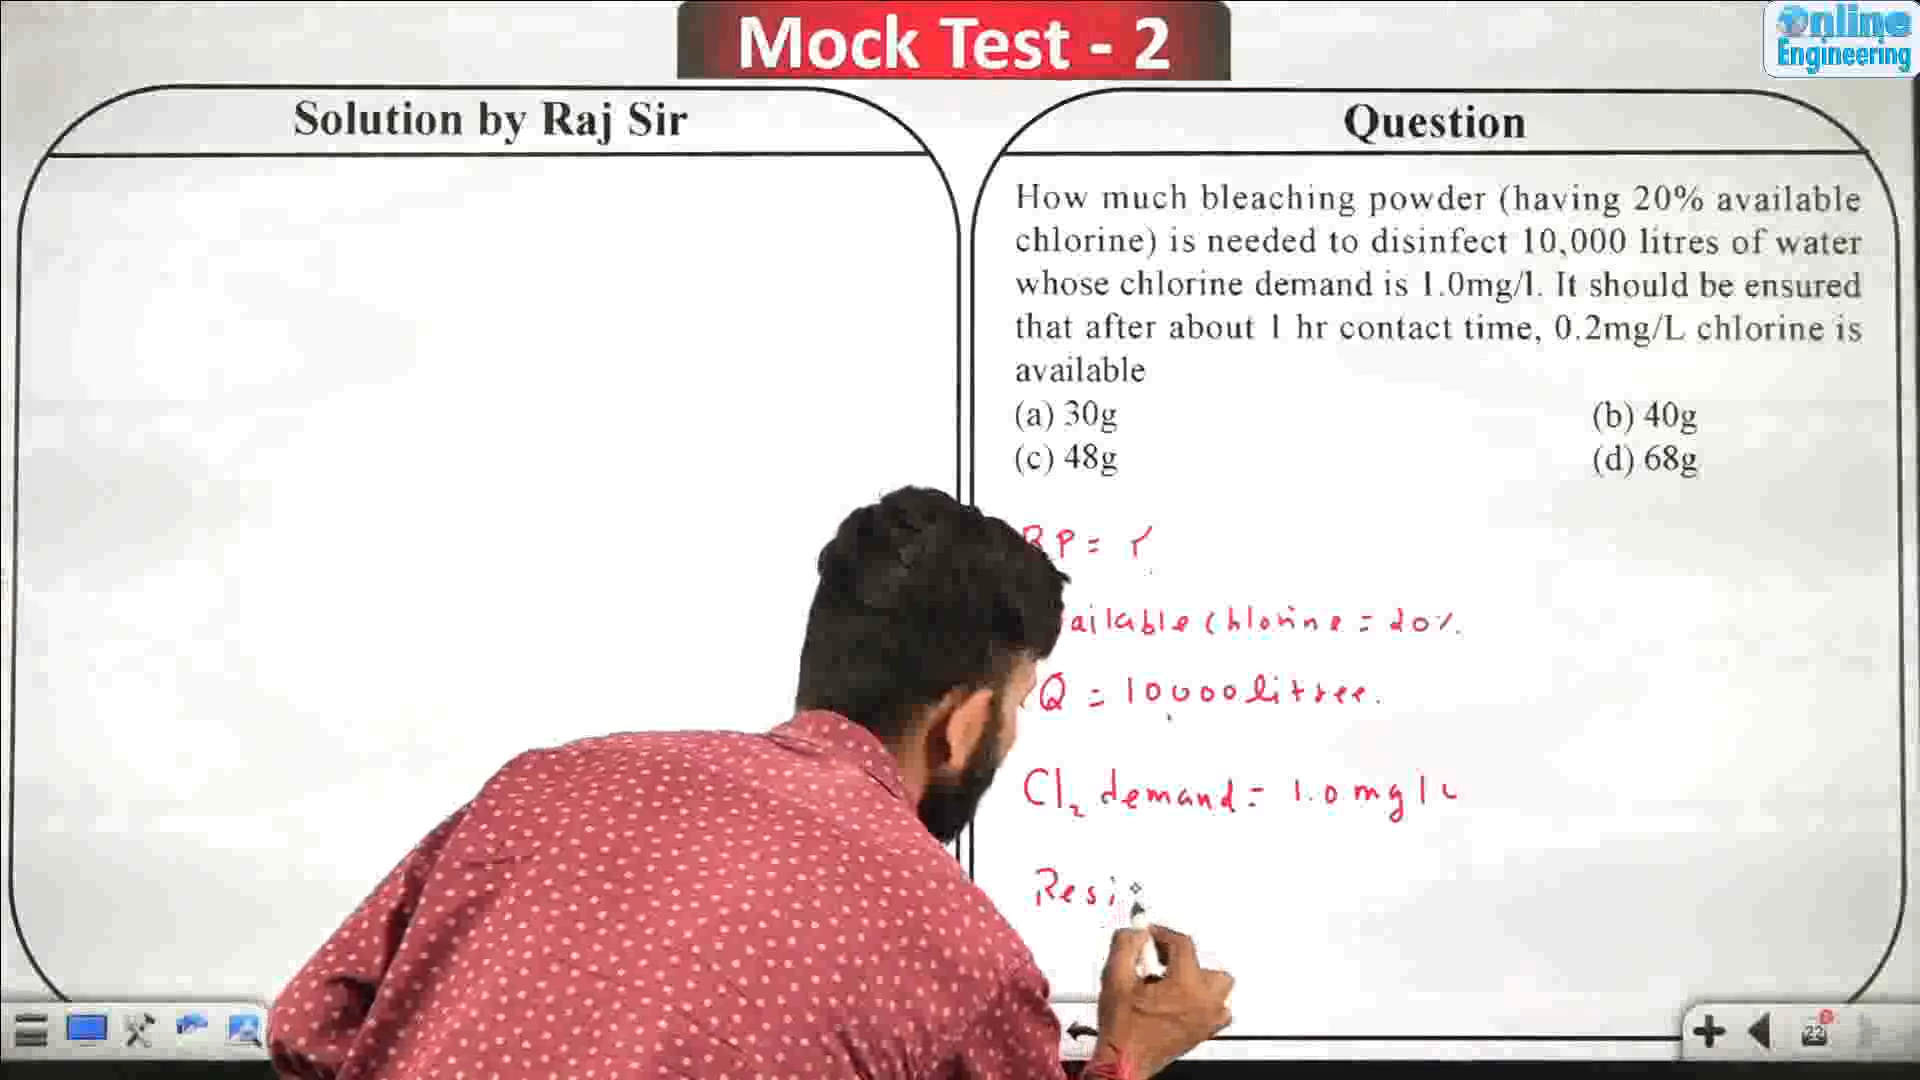 Mock Test - 2
Online
Engineering
Solution by Raj Sir
Question
How much bleaching powder (having 20% available
chlorine) is needed to disinfect 10,000 litres of water
whose chlorine demand is 1.0mg/l. It should be ensured
that after about 1 hr contact time, 0.2mg/L chlorine is
available
(a) 30g (b) 40g
(c) 48g (d) 68g
BP = ?
ailable chlorine = 20%.
Q = 10,000 litree.
Cl₂ demand = 1.0 mg/L
Resi
22